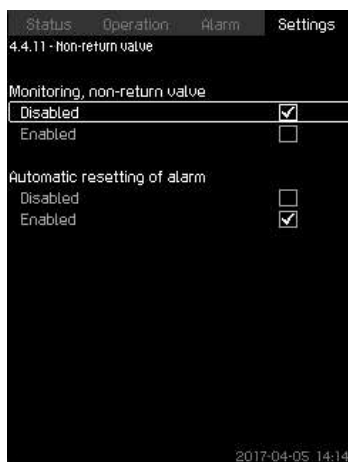 Status Operation Alarm Settings
4.4.11 - Non-return valve
Monitoring, non-return valve
Disabled
Enabled
Automatic resetting of alarm
Disabled
Enabled
2017-04-05 14:14